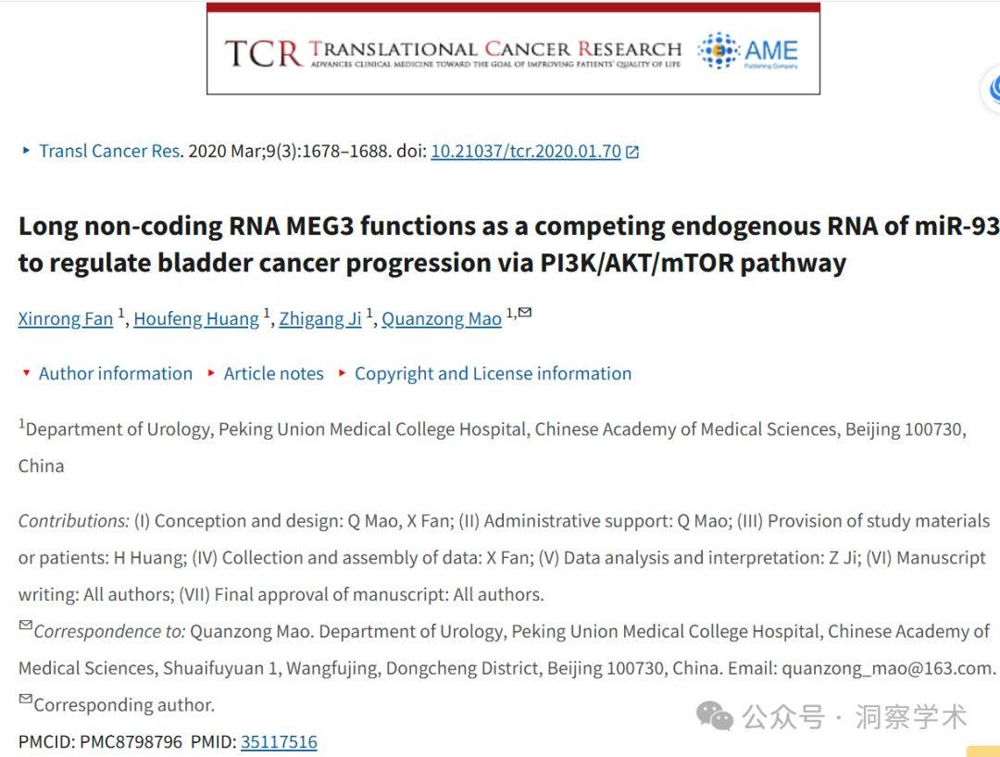 TCR TRANSLATIONAL CANCER RESEARCH
ADVANCES CLINICAL MEDICINE TOWARD THE GOAL OF IMPROVING PATIENTS' QUALITY OF LIFE
AME
Publishing Company
Transl Cancer Res. 2020 Mar;9(3):1678–1688. doi: 10.21037/tcr.2020.01.70
Long non-coding RNA MEG3 functions as a competing endogenous RNA of miR-93
to regulate bladder cancer progression via PI3K/AKT/mTOR pathway
Xinrong Fan 1, Houfeng Huang 1, Zhigang Ji 1, Quanzong Mao 1,✉
Author information Article notes Copyright and License information
1Department of Urology, Peking Union Medical College Hospital, Chinese Academy of Medical Sciences, Beijing 100730,
China
Contributions: (I) Conception and design: Q Mao, X Fan; (II) Administrative support: Q Mao; (III) Provision of study materials
or patients: H Huang; (IV) Collection and assembly of data: X Fan; (V) Data analysis and interpretation: Z Ji; (VI) Manuscript
writing: All authors; (VII) Final approval of manuscript: All authors.
✉Correspondence to: Quanzong Mao. Department of Urology, Peking Union Medical College Hospital, Chinese Academy of
Medical Sciences, Shuaifuyuan 1, Wangfujing, Dongcheng District, Beijing 100730, China. Email: quanzong_mao@163.com.
✉Corresponding author.
公众号 · 洞察学术
PMCID: PMC8798796 PMID: 35117516